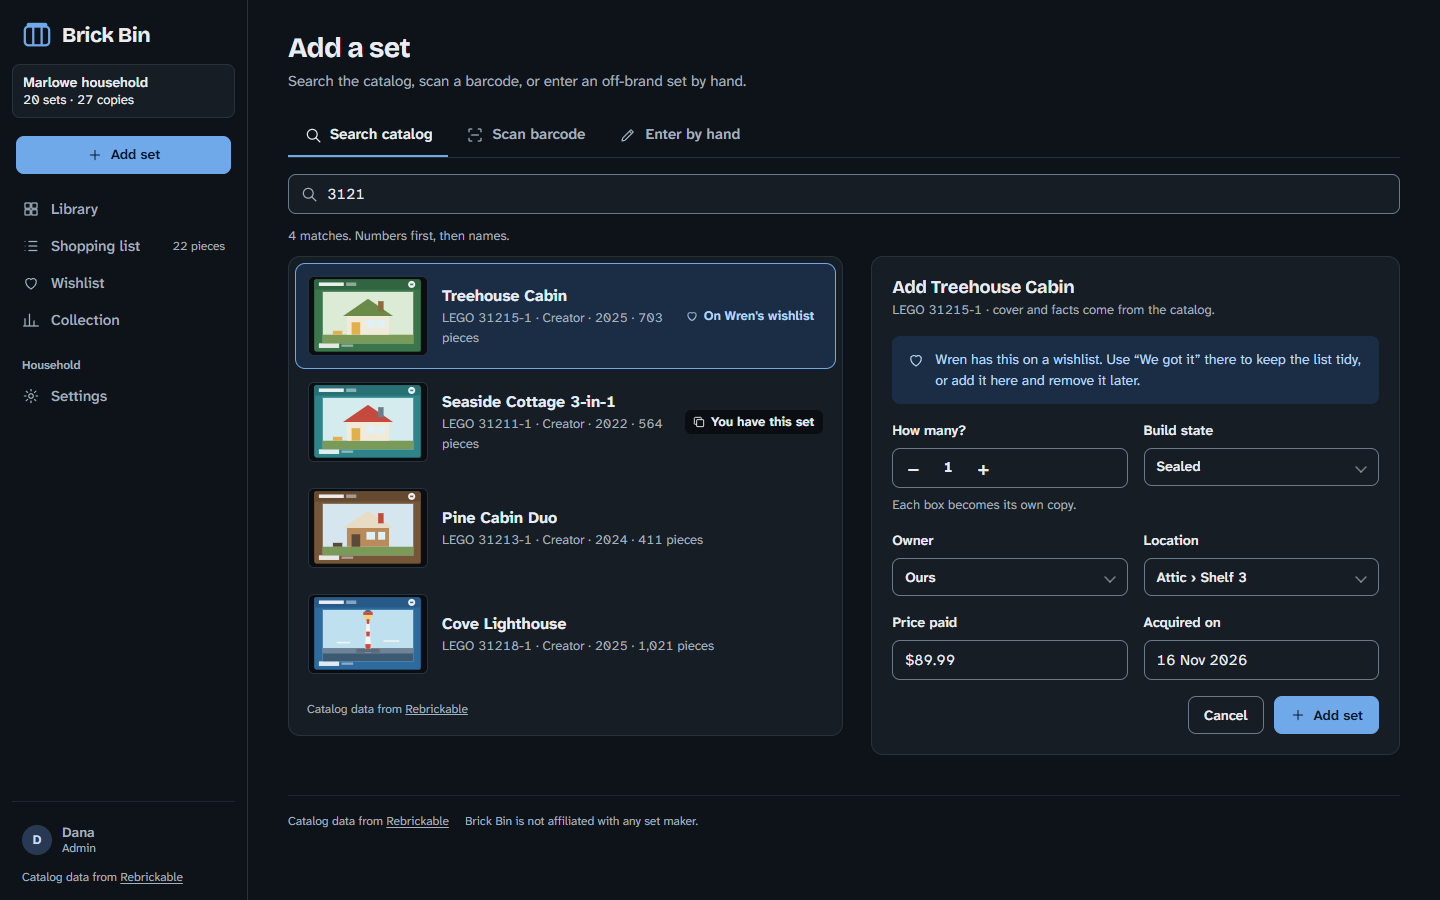 Brick Bin
Marlowe household
20 sets · 27 copies
Add set
Library
Shopping list 22 pieces
Wishlist
Collection
Household
Settings
D
Dana
Admin
Catalog data from Rebrickable
Add a set
Search the catalog, scan a barcode, or enter an off-brand set by hand.
Search catalog Scan barcode Enter by hand
3121
4 matches. Numbers first, then names.
Treehouse Cabin
LEGO 31215-1 · Creator · 2025 · 703
pieces
On Wren's wishlist
Seaside Cottage 3-in-1
LEGO 31211-1 · Creator · 2022 · 564
pieces
You have this set
Pine Cabin Duo
LEGO 31213-1 · Creator · 2024 · 411 pieces
Cove Lighthouse
LEGO 31218-1 · Creator · 2025 · 1,021 pieces
Catalog data from Rebrickable
Add Treehouse Cabin
LEGO 31215-1 · cover and facts come from the catalog.
Wren has this on a wishlist. Use “We got it” there to keep the list tidy,
or add it here and remove it later.
How many? Build state
− 1 + Sealed
Each box becomes its own copy.
Owner Location
Ours Attic › Shelf 3
Price paid Acquired on
$89.99 16 Nov 2026
Cancel Add set
Catalog data from Rebrickable Brick Bin is not affiliated with any set maker.